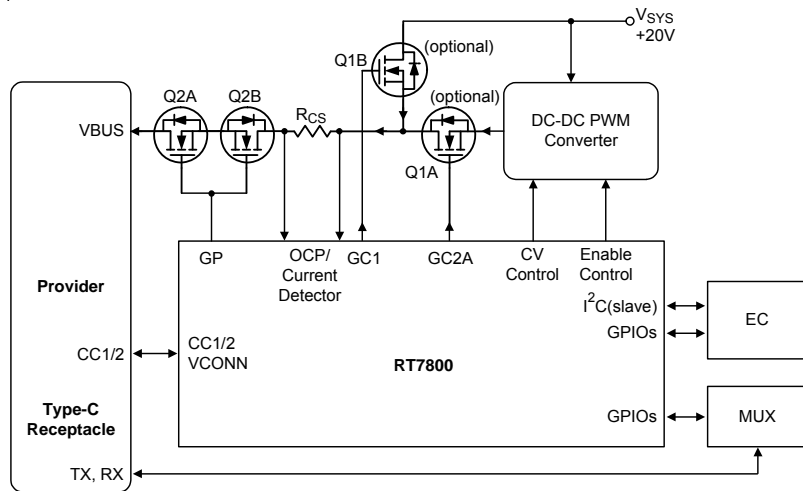 VSYS
+20V
Q1B
(optional)
Q2A
Q2B
RCS
(optional)
DC-DC PWM
Converter
VBUS
Q1A
GP
OCP/
Current
Detector
GC1
GC2A
CV
Control
Enable
Control
Provider
I2C(slave)
GPIOs
EC
CC1/2
CC1/2
VCONN
RT7800
Type-C
Receptacle
GPIOs
MUX
TX, RX